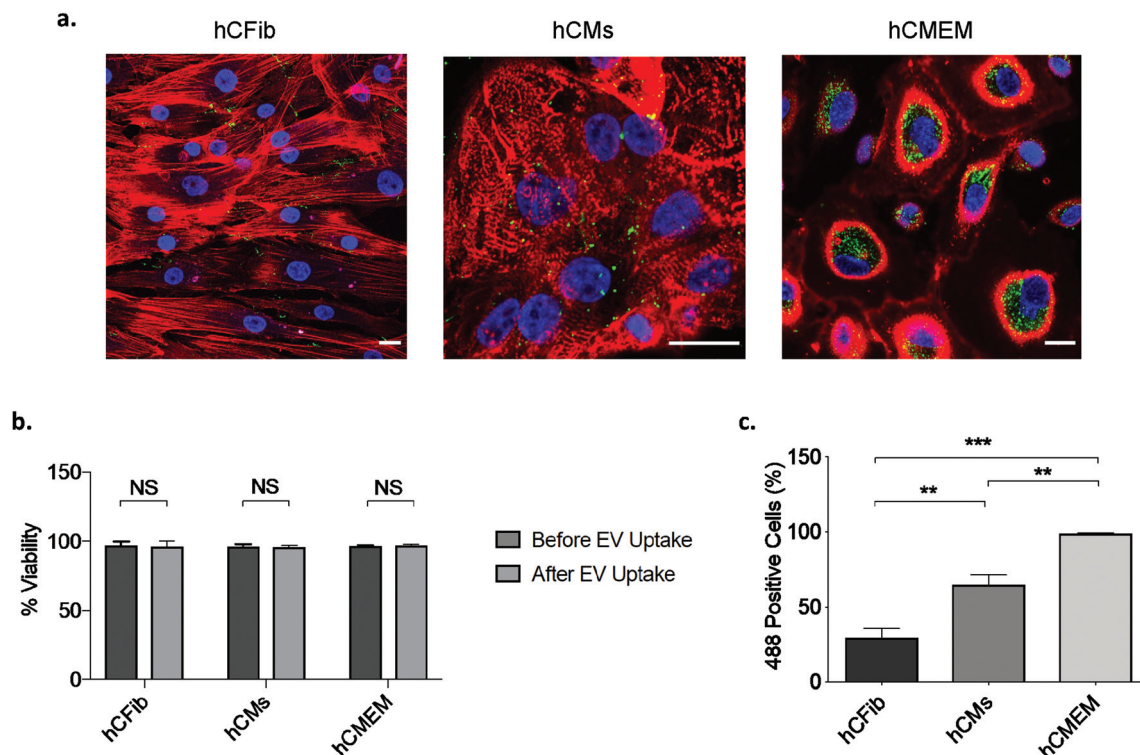 a.
hCFib
hCMs
hCMEM
b.
% Viability
150
100
50
0
NS
NS
NS
hCFib
hCMs
hCMEM
Before EV Uptake
After EV Uptake
c.
488 Positive Cells (%)
150
100
50
0
***
**
**
hCFib
hCMs
hCMEM